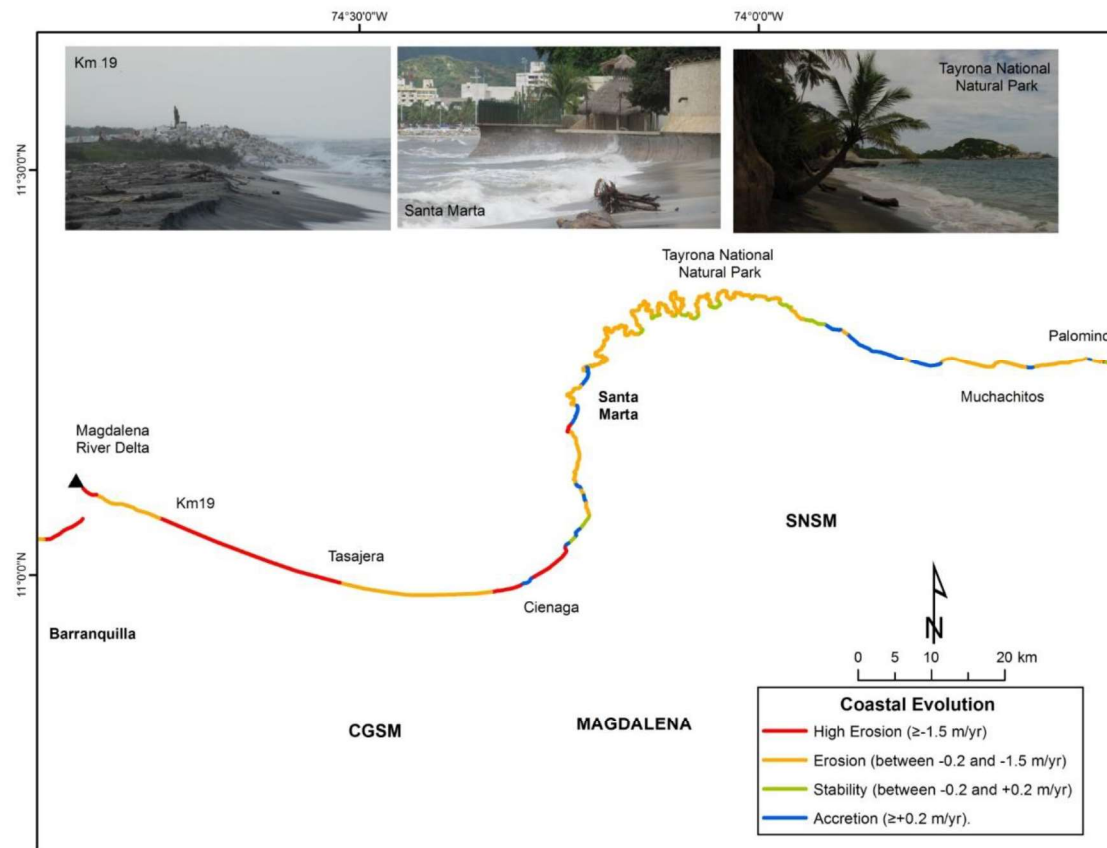 74°30'0"W
74°0'0"W
Km 19
Santa Marta
Tayrona National
Natural Park
11°30'0"N
Tayrona National
Natural Park
Palomino
Muchachitos
Santa
Marta
Magdalena
River Delta
Km19
SNSM
Tasajera
11°0'0"N
Cienaga
Barranquilla
N
0 5 10 20 km
CGSM
MAGDALENA
Coastal Evolution
High Erosion (≥-1.5 m/yr)
Erosion (between -0.2 and -1.5 m/yr)
Stability (between -0.2 and +0.2 m/yr)
Accretion (≥+0.2 m/yr).